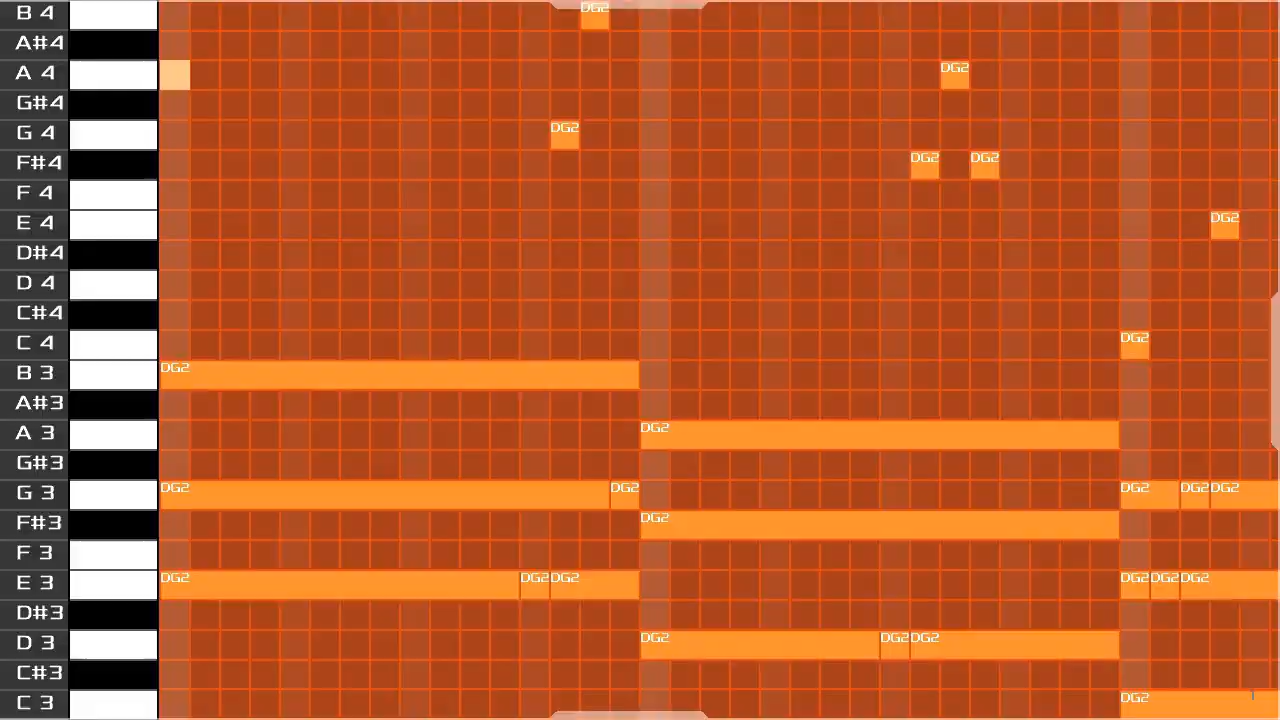 B 4 DG2
A#4
A 4 DG2
G#4
G 4 DG2
F#4 DG2 DG2
F 4
E 4 DG2
D#4
D 4
C#4
C 4 DG2
B 3 DG2
A#3
A 3 DG2
G#3
G 3 DG2 DG2 DG2 DG2 DG2
F#3 DG2
F 3
E 3 DG2 DG2 DG2 DG2 DG2 DG2
D#3
D 3 DG2 DG2 DG2
C#3
C 3 DG2